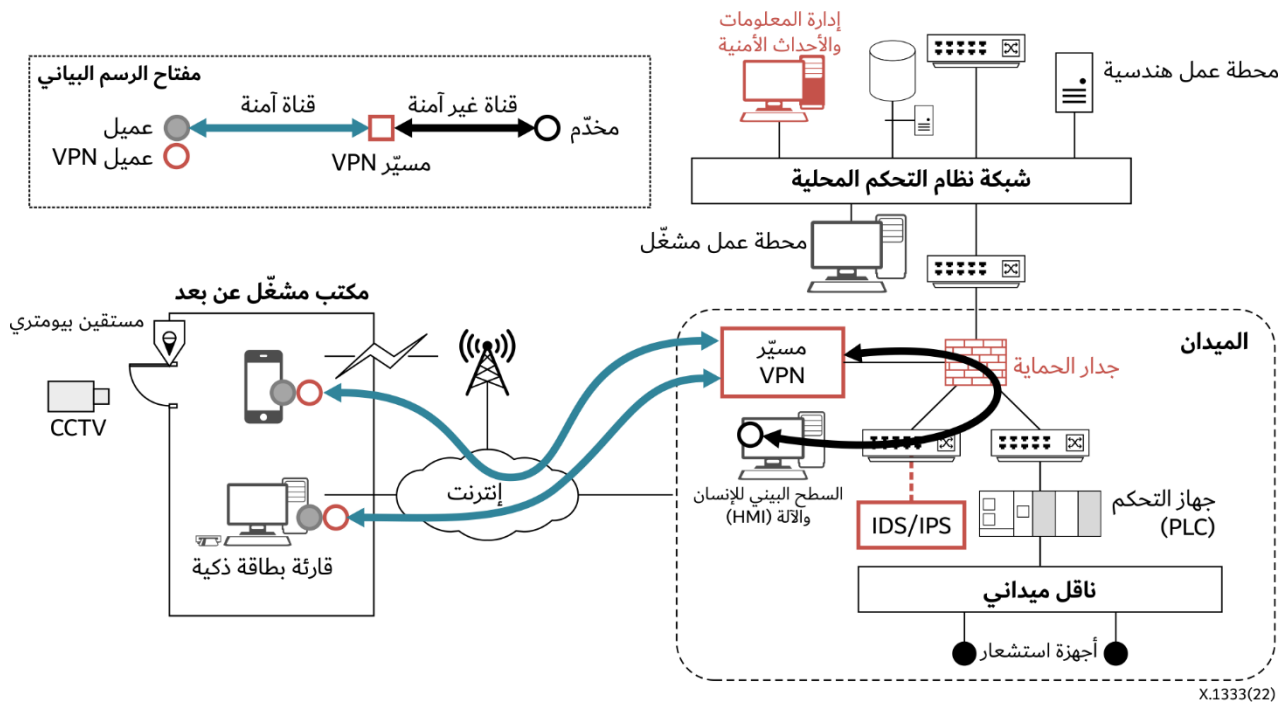 إدارة المعلومات
والأحداث الأمنية
محطة عمل هندسية
مفتاح الرسم البياني
قناة غير آمنة
قناة آمنة
مخدّم
عميل
مسيّر VPN
عميل VPN
شبكة نظام التحكم المحلية
محطة عمل مشغّل
مكتب مشغّل عن بعد
مستقين بيومتري
CCTV
قارئة بطاقة ذكية
إنترنت
الميدان
مسيّر
VPN
جدار الحماية
السطح البيني للإنسان
والآلة (HMI)
IDS/IPS
جهاز التحكم
(PLC)
ناقل ميداني
أجهزة استشعار
X.1333(22)